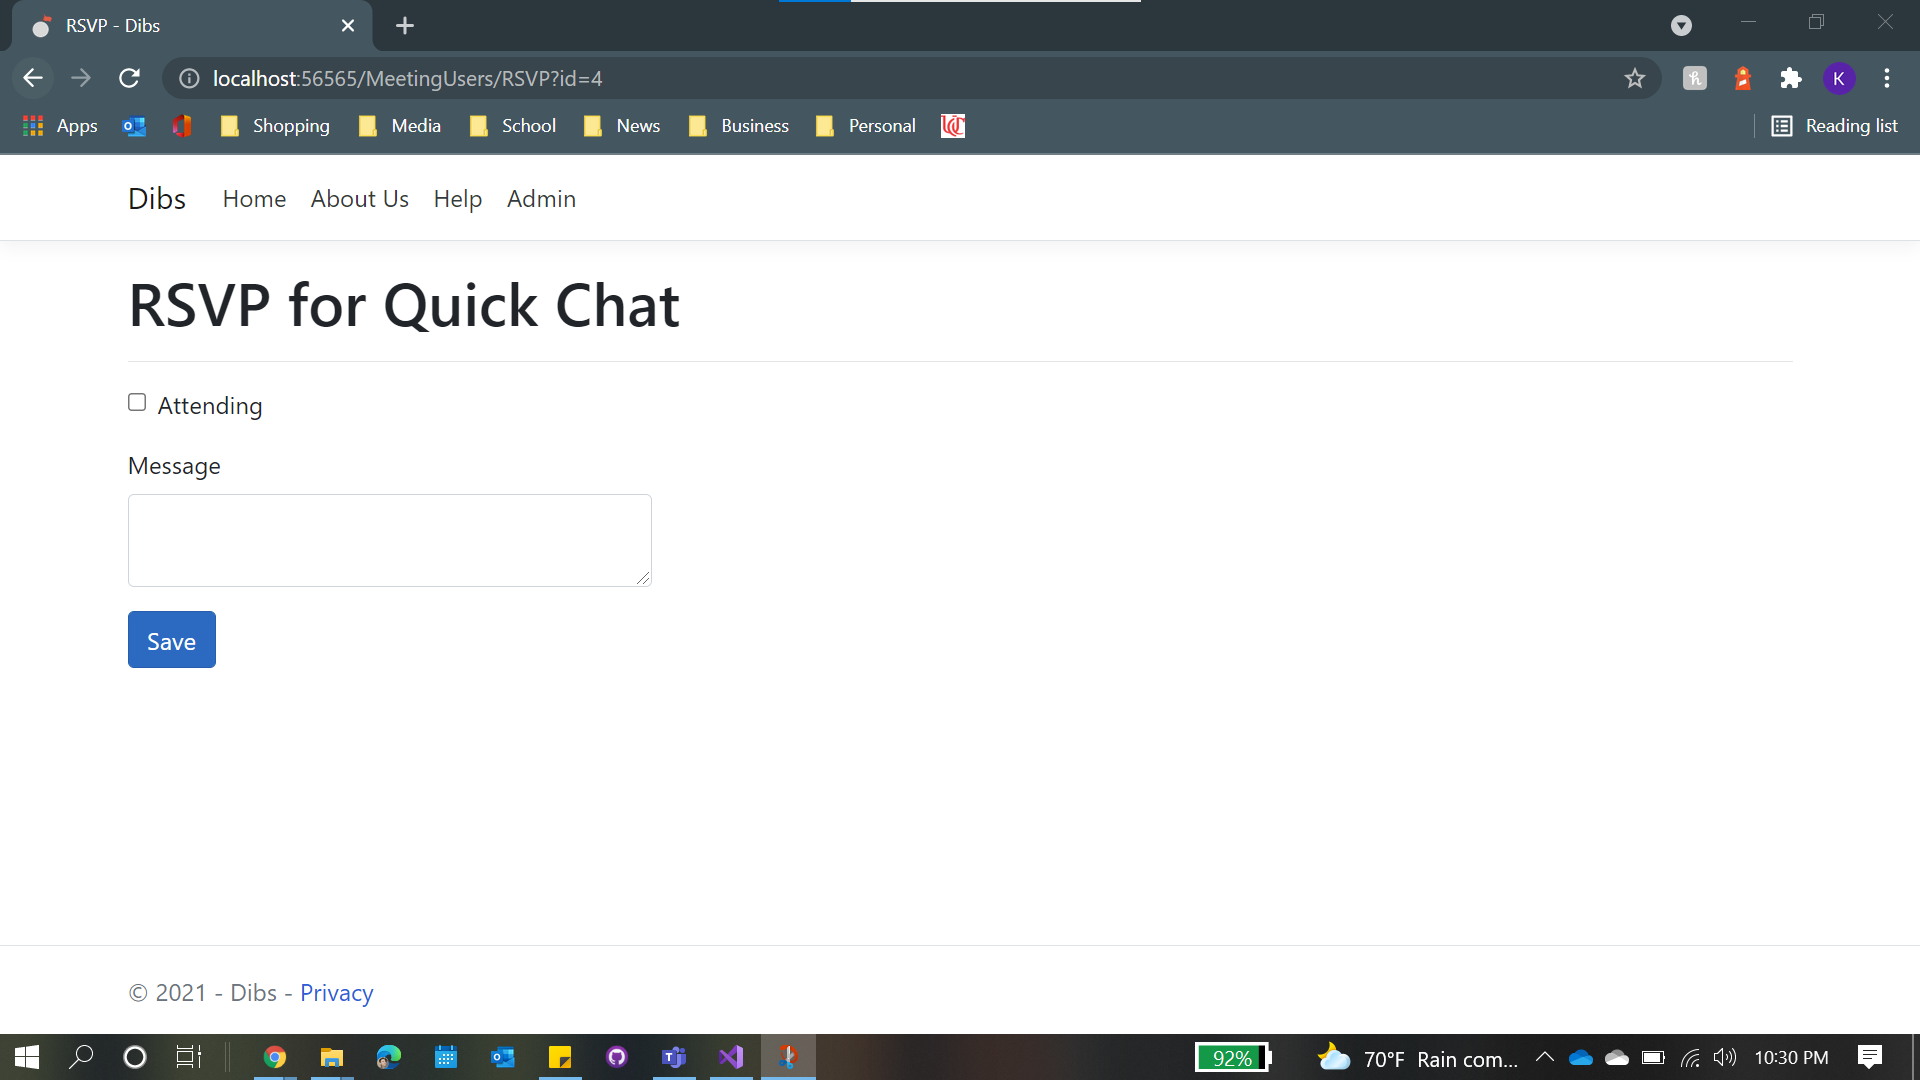 RSVP - Dibs
localhost:56565/MeetingUsers/RSVP?id=4
K
Apps Shopping Media School News Business Personal UC Reading list
Dibs Home About Us Help Admin
RSVP for Quick Chat
Attending
Message
Save
© 2021 - Dibs - Privacy
92% 70°F Rain com... 10:30 PM